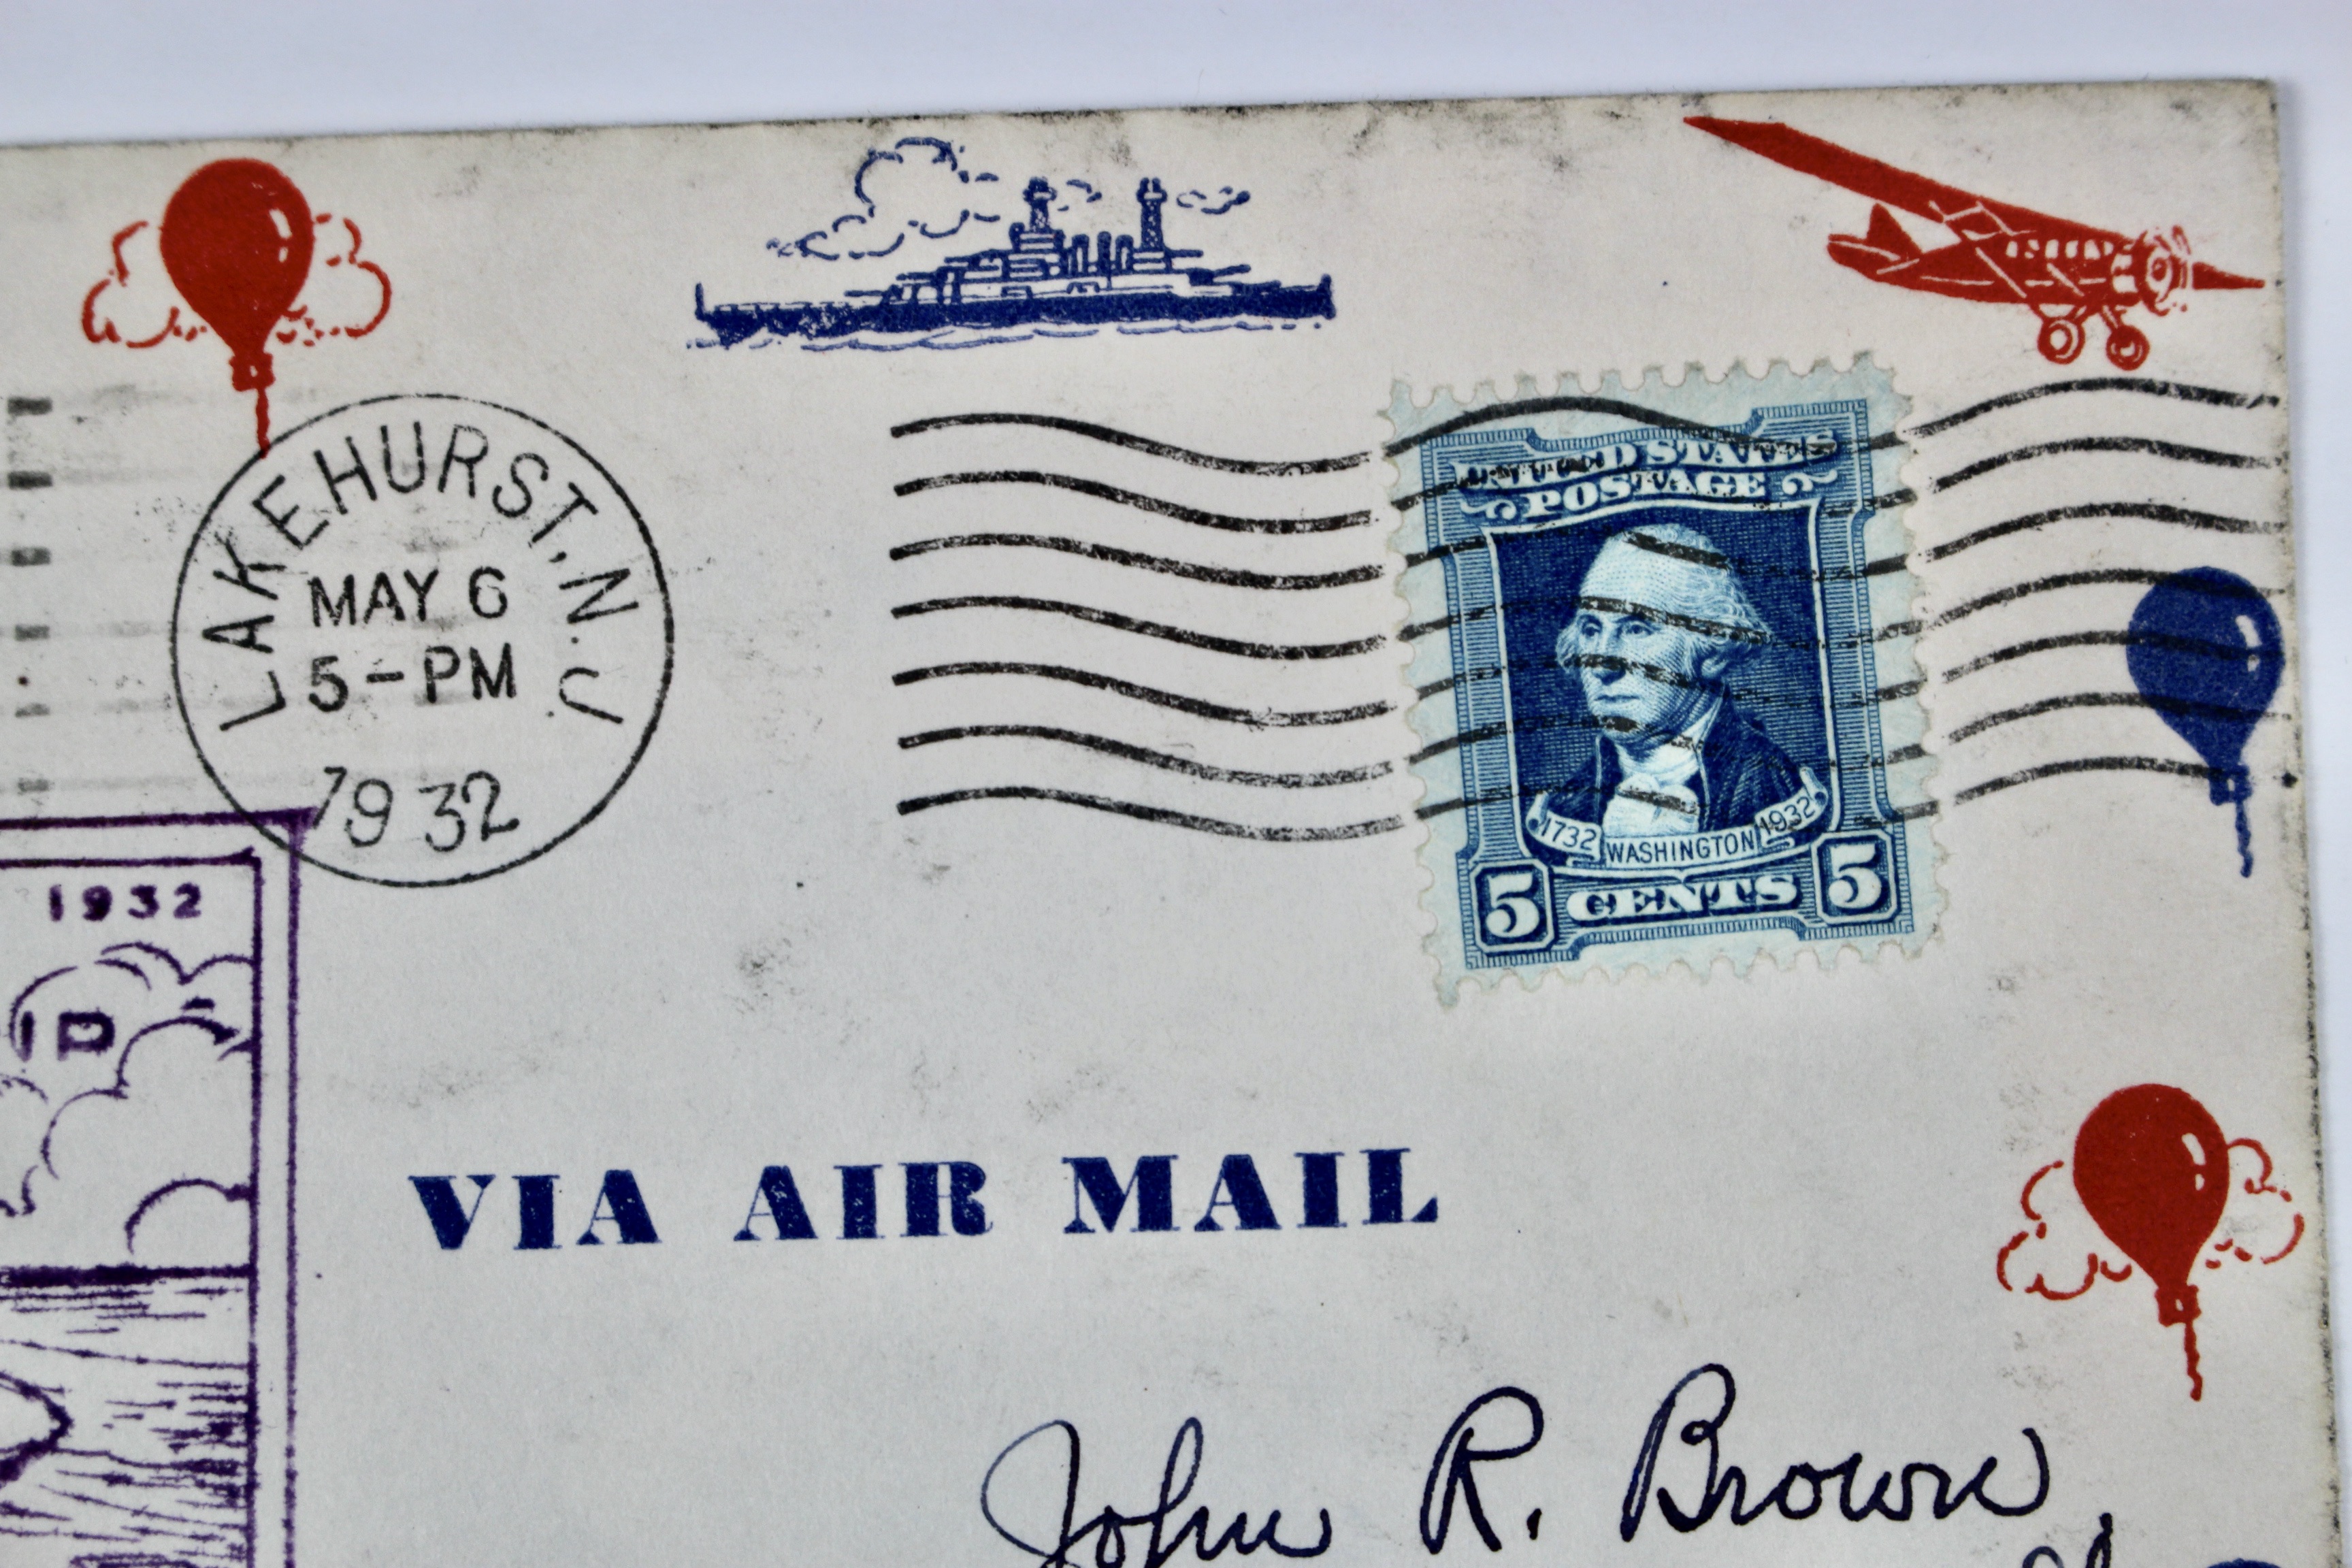 LAKEHURST, N.J.
MAY 6
5-PM
1932
UNITED STATES
POSTAGE
1732 WASHINGTON 1932
5 CENTS 5
1932
VIA AIR MAIL
John R. Brown,